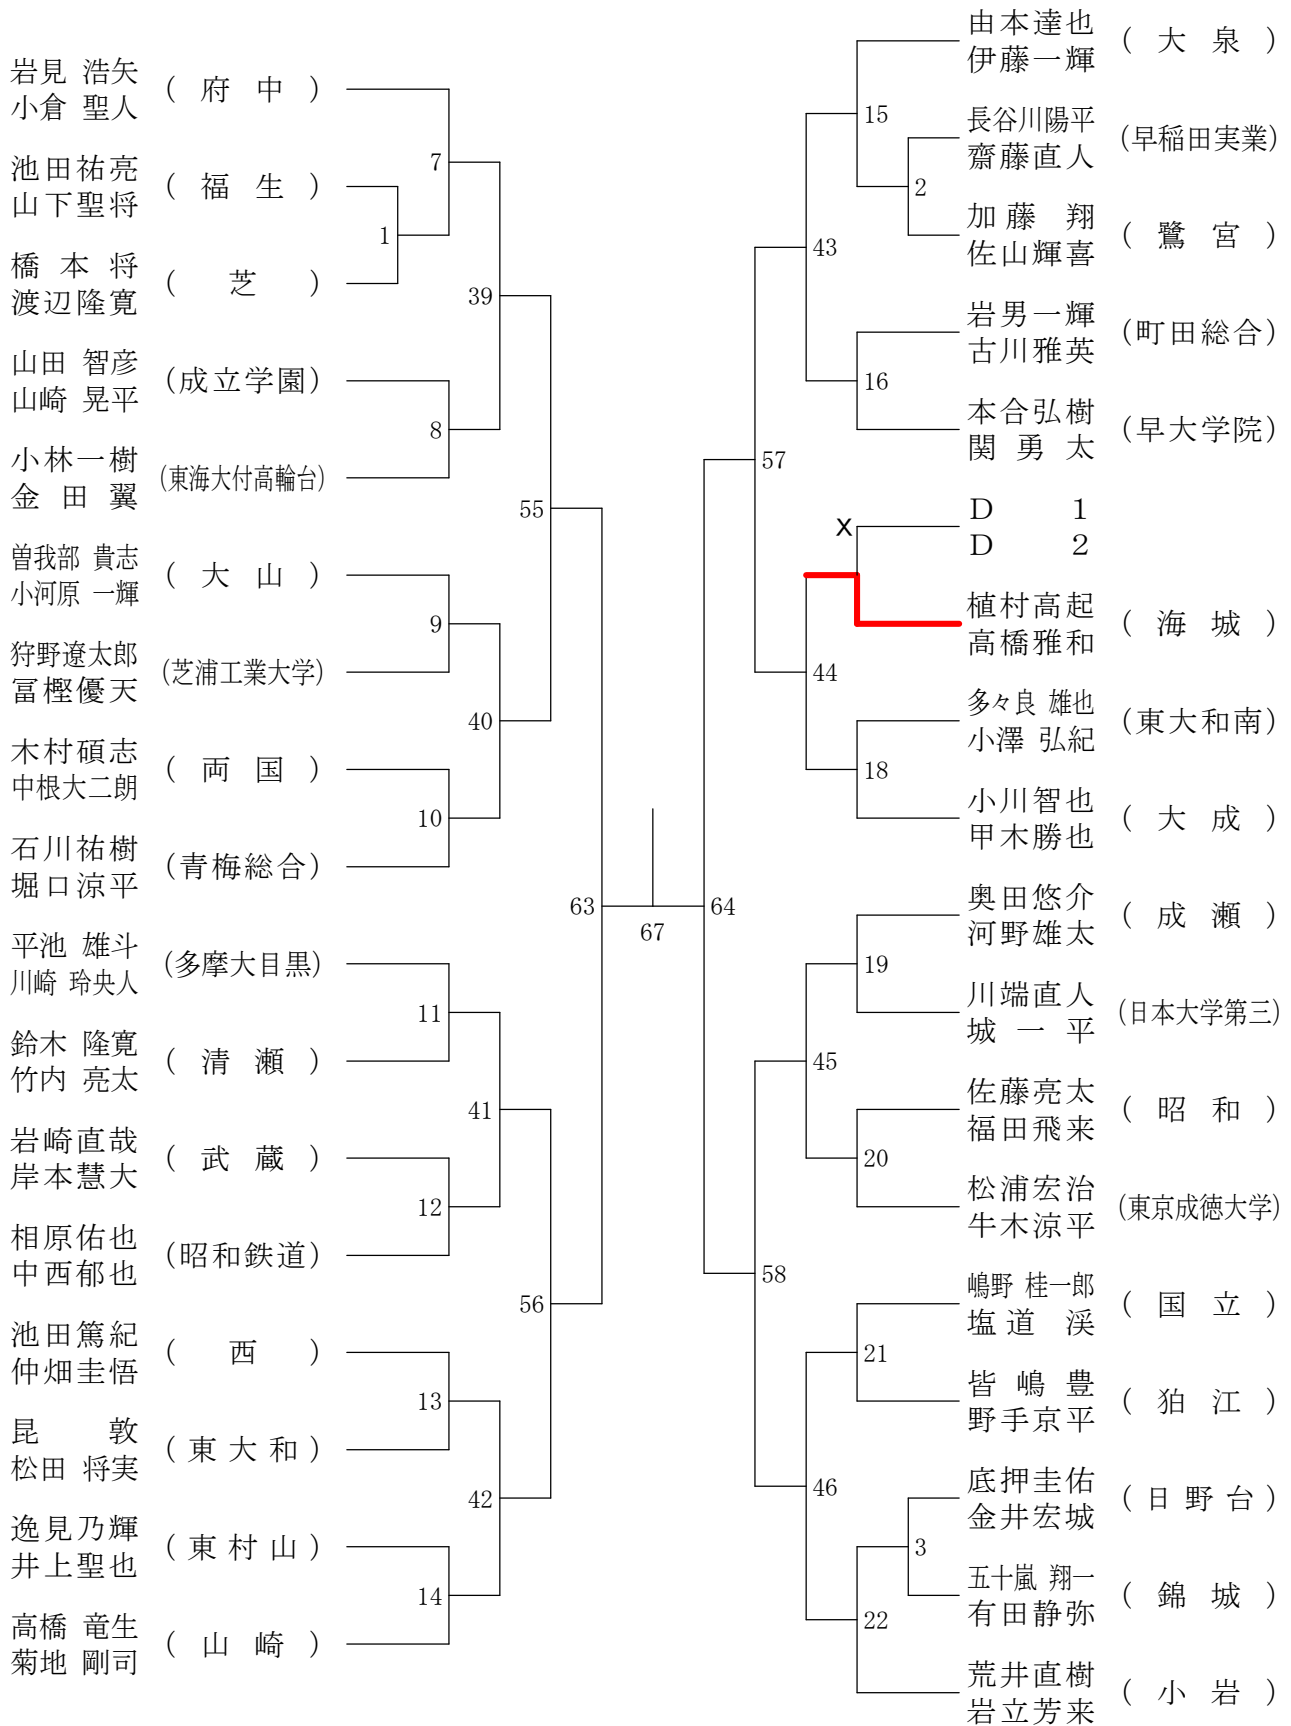 岩見 浩矢
小倉 聖人
( 府 中 )
池田祐亮
山下聖将
( 福 生 )
橋本 将
渡辺隆寛
( 芝 )
山田 智彦
山崎 晃平
(成立学園)
小林一樹
金田 翼
(東海大付高輪台)
曽我部 貴志
小河原 一輝
( 大 山 )
狩野遼太郎
冨樫優天
(芝浦工業大学)
木村碩志
中根大二朗
( 両 国 )
石川祐樹
堀口涼平
(青梅総合)
平池 雄斗
川崎 玲央人
(多摩大目黒)
鈴木 隆寛
竹内 亮太
( 清 瀬 )
岩崎直哉
岸本慧大
( 武 蔵 )
相原佑也
中西郁也
(昭和鉄道)
池田篤紀
仲畑圭悟
( 西 )
昆 敦
松田 将実
( 東 大 和 )
逸見乃輝
井上聖也
( 東 村 山 )
高橋 竜生
菊地 剛司
( 山 崎 )
1
7
8
9
10
11
12
13
14
39
40
41
42
55
56
63
67
64
57
58
43
44
45
46
15
2
16
x
18
19
20
21
3
22
由本達也
伊藤一輝
( 大 泉 )
長谷川陽平
齋藤直人
(早稲田実業)
加藤 翔
佐山輝喜
( 鷺 宮 )
岩男一輝
古川雅英
(町田総合)
本合弘樹
関 勇太
(早大学院)
D 1
D 2
植村高起
高橋雅和
( 海 城 )
多々良 雄也
小澤 弘紀
(東大和南)
小川智也
甲木勝也
( 大 成 )
奥田悠介
河野雄太
( 成 瀬 )
川端直人
城 一平
(日本大学第三)
佐藤亮太
福田飛来
( 昭 和 )
松浦宏治
牛木涼平
(東京成徳大学)
嶋野 桂一郎
塩道 渓
( 国 立 )
皆嶋 豊
野手京平
( 狛 江 )
底押圭佑
金井宏城
( 日 野 台 )
五十嵐 翔一
有田静弥
( 錦 城 )
荒井直樹
岩立芳来
( 小 岩 )